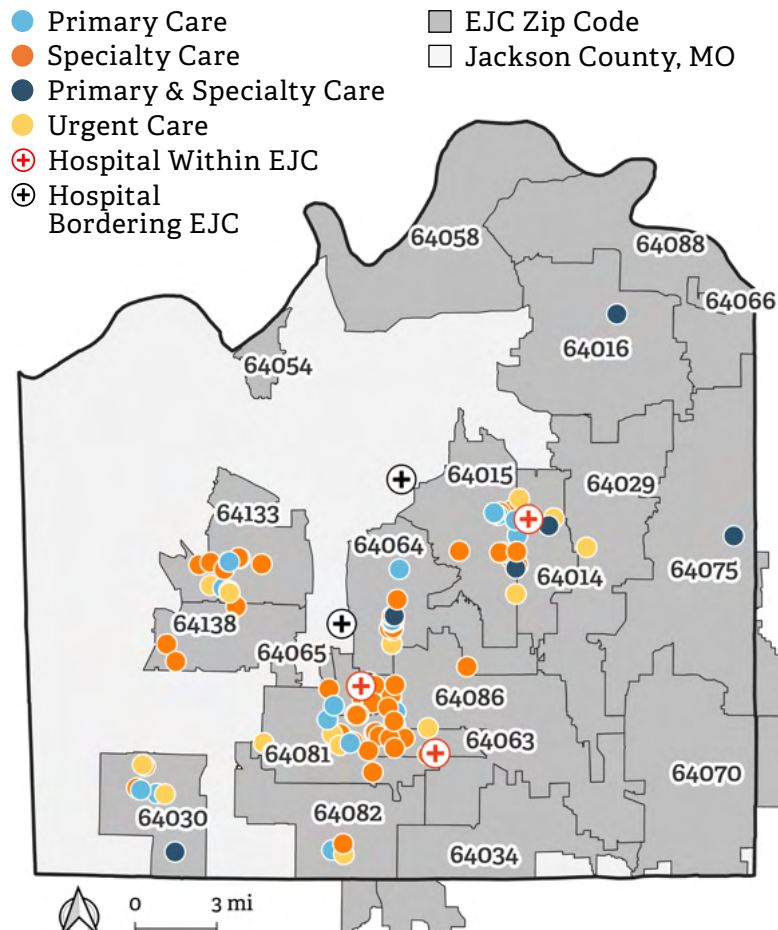 Primary Care
Specialty Care
Primary & Specialty Care
Urgent Care
Hospital Within EJC
Hospital
Bordering EJC
EJC Zip Code
Jackson County, MO
64058
64088
64066
64016
64054
64015
64029
64133
64064
64014
64075
64138
64065
64086
64081
64063
64070
64030
64082
64034
0 3 mi